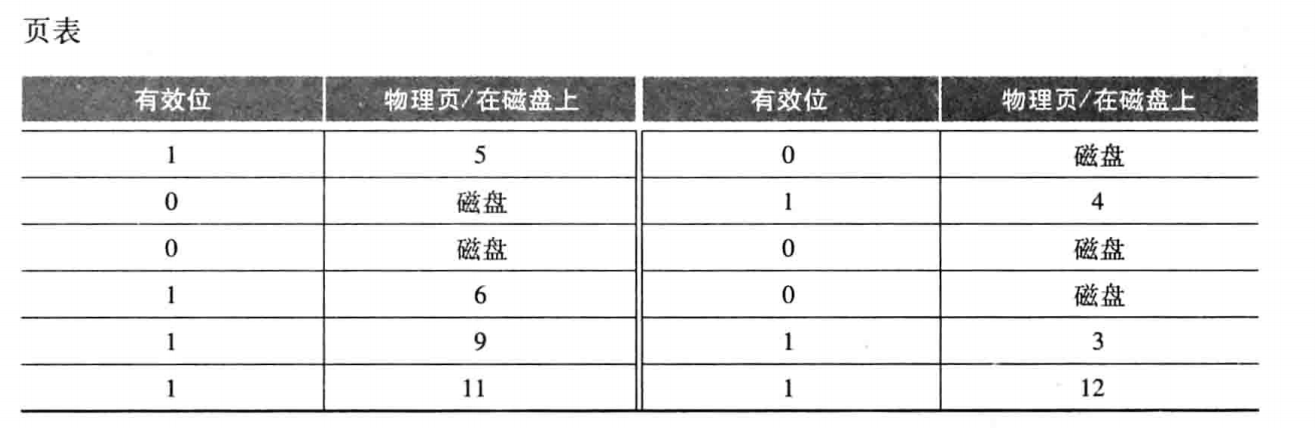 页表
有效位 物理页/在磁盘上 有效位 物理页/在磁盘上
1 5 0 磁盘
0 磁盘 1 4
0 磁盘 0 磁盘
1 6 0 磁盘
1 9 1 3
1 11 1 12